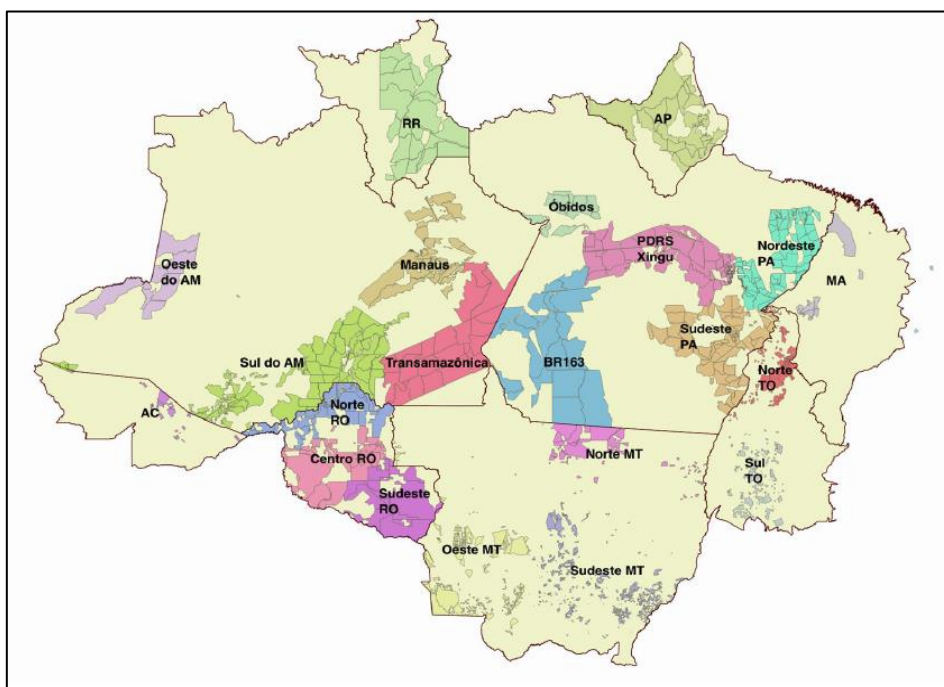 RR
AP
Óbidos
PDRS
Xingu
Nordeste
PA
Oeste
do AM
Manaus
MA
Sudeste
PA
Sul do AM
Transamazônica
BR163
Norte
TO
AC
Norte
RO
Centro RO
Norte MT
Sul
TO
Sudeste
RO
Oeste MT
Sudeste MT